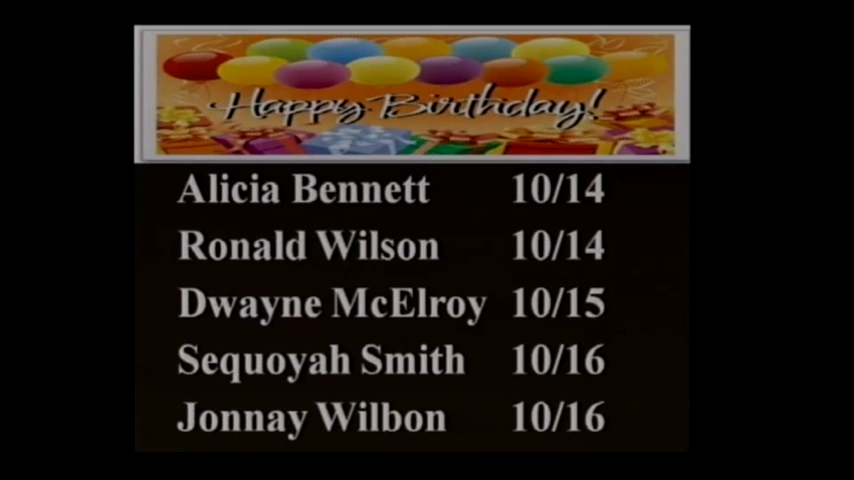 Happy Birthday!
Alicia Bennett 10/14
Ronald Wilson 10/14
Dwayne McElroy 10/15
Sequoyah Smith 10/16
Jonnay Wilbon 10/16